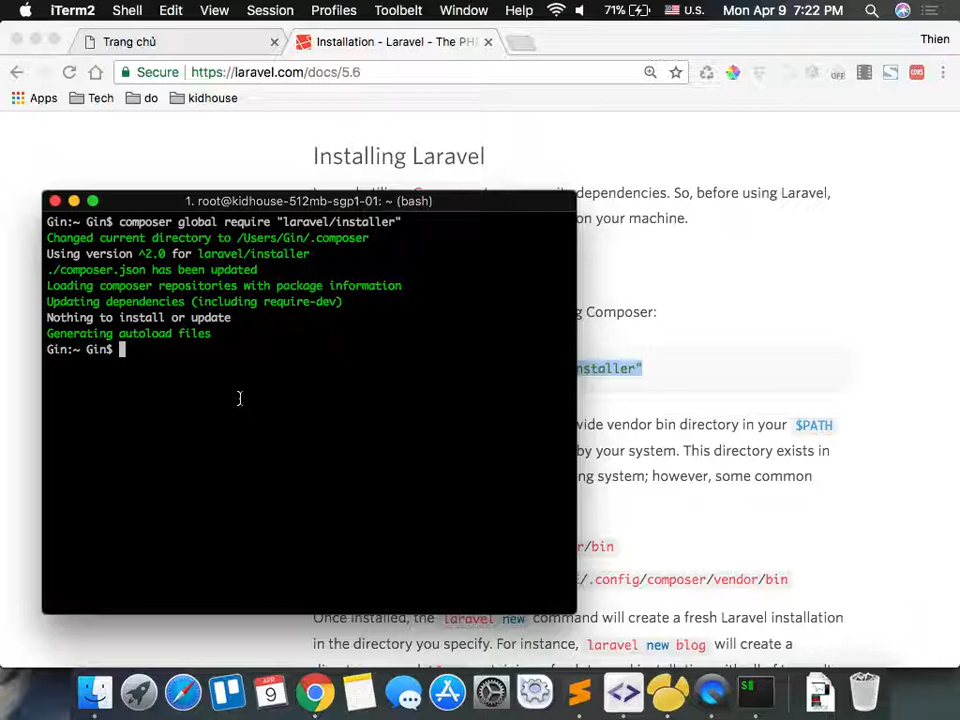 iTerm2 Shell Edit View Session Profiles Toolbelt Window Help 71% U.S. Mon Apr 9 7:22 PM
Trang chủ
Installation - Laravel - The PH
Thien
Secure https://laravel.com/docs/5.6
OFF
CORS
Apps Tech do kidhouse
Installing Laravel
dependencies. So, before using Laravel,
on your machine.
1. root@kidhouse-512mb-sgp1-01: ~ (bash)
Gin:~ Gin$ composer global require "laravel/installer"
Changed current directory to /Users/Gin/.composer
Using version ^2.0 for laravel/installer
./composer.json has been updated
Loading composer repositories with package information
Updating dependencies (including require-dev)
Nothing to install or update
Generating autoload files
Gin:~ Gin$
g Composer:
nstaller"
vide vendor bin directory in your $PATH
by your system. This directory exists in
ng system; however, some common
r/bin
/.config/composer/vendor/bin
Once installed, the laravel new command will create a fresh Laravel installation
in the directory you specify. For instance, laravel new blog will create a